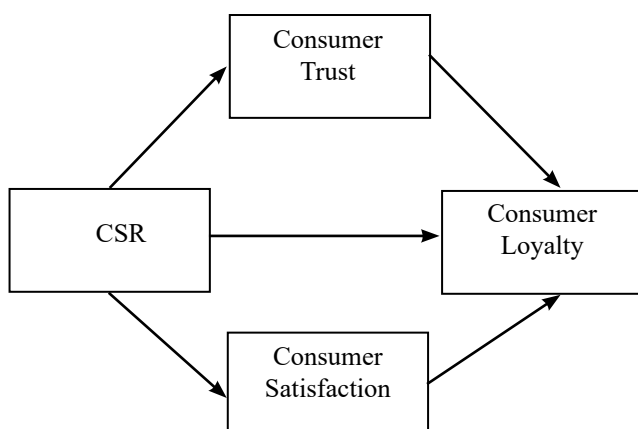 Consumer
Trust
CSR
Consumer
Loyalty
Consumer
Satisfaction